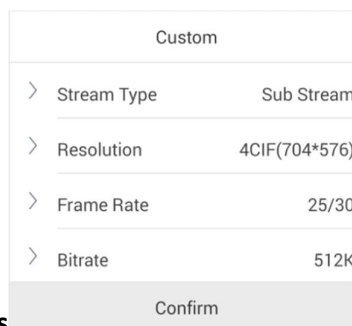 Custom
Stream Type Sub Stream
Resolution 4CIF(704*576)
Frame Rate 25/30
Bitrate 512K
Confirm
s